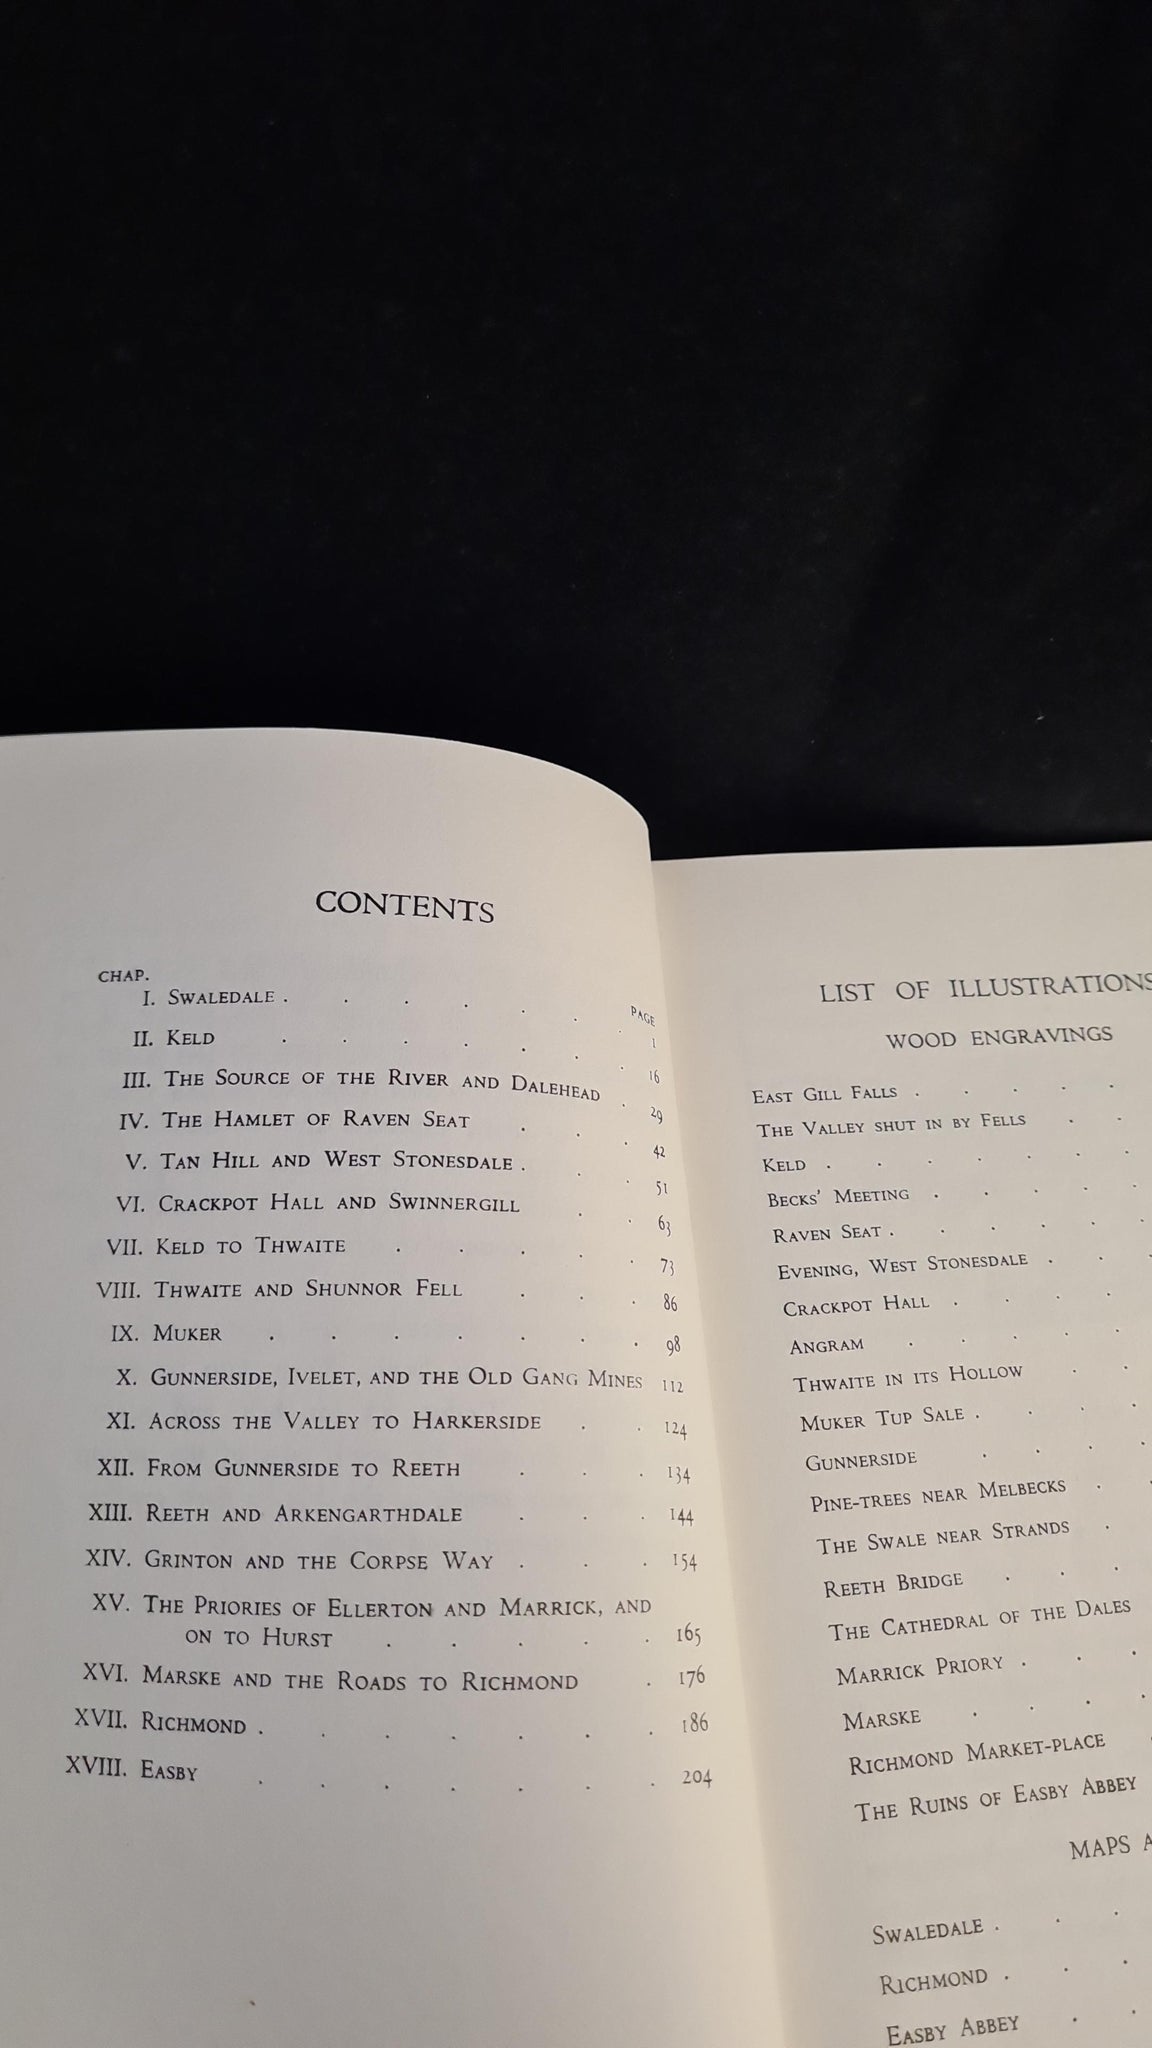 CONTENTS
CHAP.
PAGE
I. SWALEDALE . . . . . . . 1
II. KELD . . . . . . . 16
III. THE SOURCE OF THE RIVER AND DALEHEAD . 29
IV. THE HAMLET OF RAVEN SEAT . . . 42
V. TAN HILL AND WEST STONESDALE . . . 51
VI. CRACKPOT HALL AND SWINNERGILL . . 63
VII. KELD TO THWAITE . . . . . 73
VIII. THWAITE AND SHUNNOR FELL . . . 86
IX. MUKER . . . . . . . 98
X. GUNNERSIDE, IVELET, AND THE OLD GANG MINES 112
XI. ACROSS THE VALLEY TO HARKERSIDE . . 124
XII. FROM GUNNERSIDE TO REETH . . . 134
XIII. REETH AND ARKENGARTHDALE . . . 144
XIV. GRINTON AND THE CORPSE WAY . . . 154
XV. THE PRIORIES OF ELLERTON AND MARRICK, AND
ON TO HURST . . . . . 165
XVI. MARSKE AND THE ROADS TO RICHMOND . 176
XVII. RICHMOND . . . . . . . 186
XVIII. EASBY . . . . . . . 204
LIST OF ILLUSTRATIONS
WOOD ENGRAVINGS
EAST GILL FALLS . . . . .
THE VALLEY SHUT IN BY FELLS . .
KELD . . . . . . .
BECKS' MEETING . . . . .
RAVEN SEAT . . . . . .
EVENING, WEST STONESDALE . . .
CRACKPOT HALL . . . .
ANGRAM . . . . .
THWAITE IN ITS HOLLOW . .
MUKER TUP SALE . . . .
GUNNERSIDE . . . .
PINE-TREES NEAR MELBECKS . .
THE SWALE NEAR STRANDS .
REETH BRIDGE . . .
THE CATHEDRAL OF THE DALES
MARRICK PRIORY . . .
MARSKE . . . .
RICHMOND MARKET-PLACE .
THE RUINS OF EASBY ABBEY
MAPS
SWALEDALE . . .
RICHMOND . . .
EASBY ABBEY . .